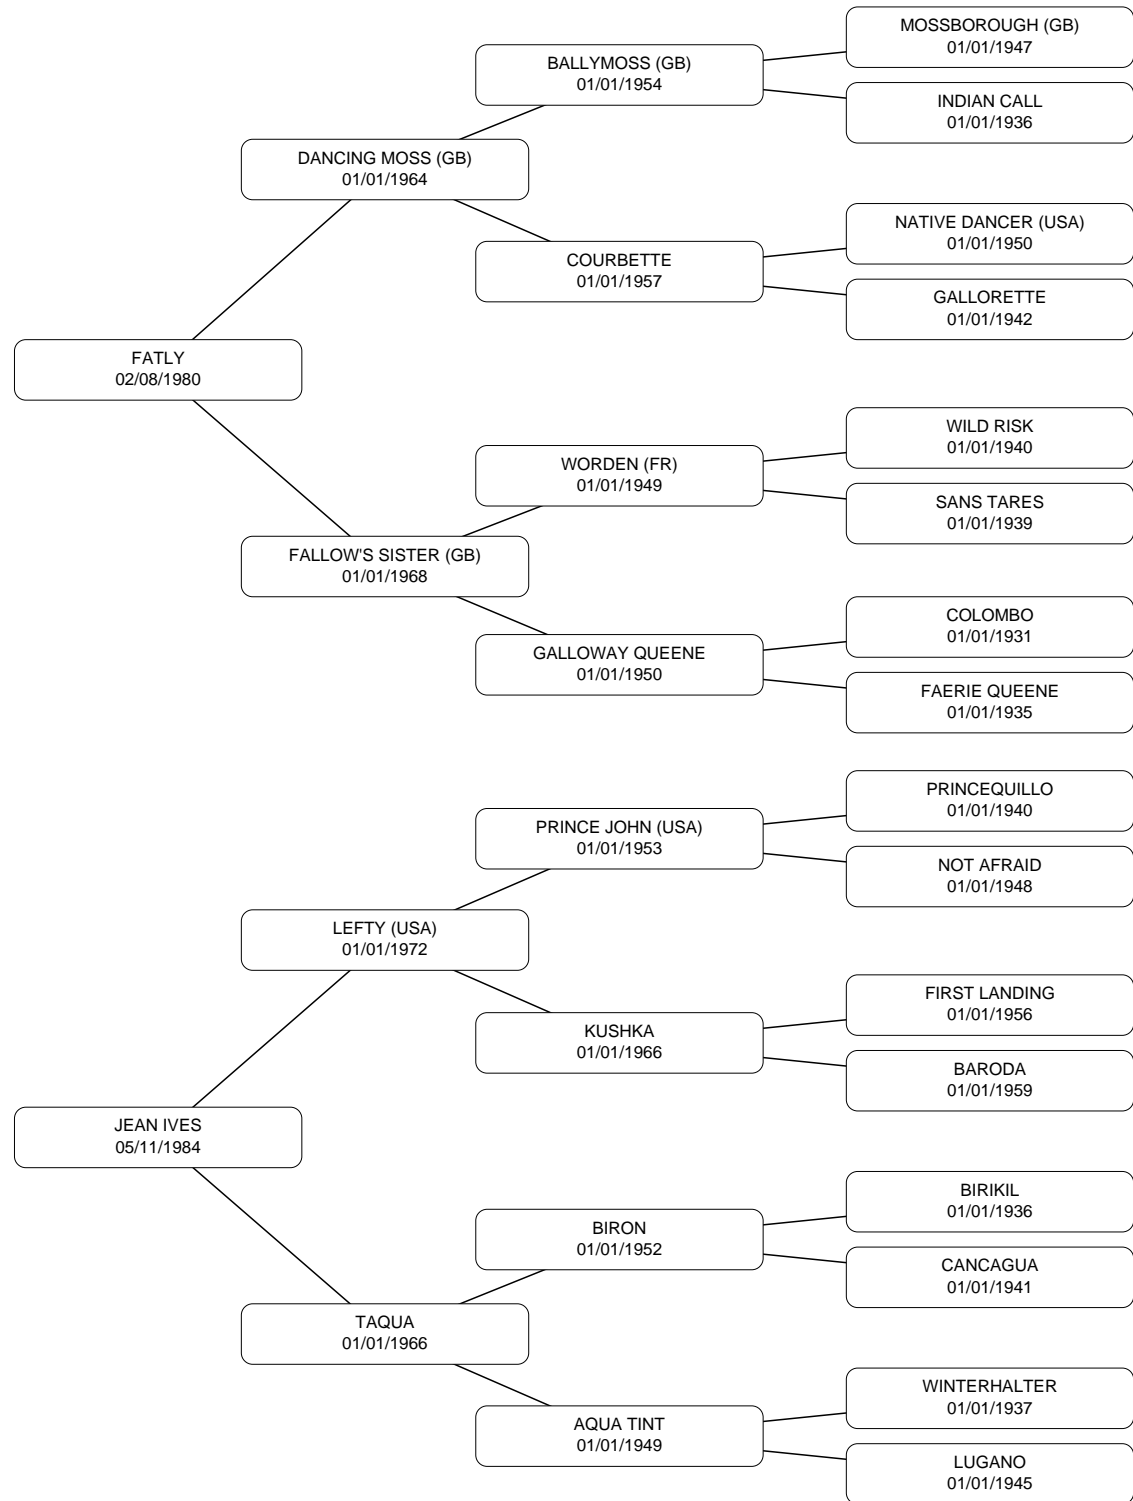 MOSSBOROUGH (GB)
01/01/1947
BALLYMOSS (GB)
01/01/1954
INDIAN CALL
01/01/1936
DANCING MOSS (GB)
01/01/1964
NATIVE DANCER (USA)
01/01/1950
COURBETTE
01/01/1957
GALLORETTE
01/01/1942
FATLY
02/08/1980
WILD RISK
01/01/1940
WORDEN (FR)
01/01/1949
SANS TARES
01/01/1939
FALLOW'S SISTER (GB)
01/01/1968
COLOMBO
01/01/1931
GALLOWAY QUEENE
01/01/1950
FAERIE QUEENE
01/01/1935
PRINCEQUILLO
01/01/1940
PRINCE JOHN (USA)
01/01/1953
NOT AFRAID
01/01/1948
LEFTY (USA)
01/01/1972
FIRST LANDING
01/01/1956
KUSHKA
01/01/1966
BARODA
01/01/1959
JEAN IVES
05/11/1984
BIRIKIL
01/01/1936
BIRON
01/01/1952
CANCAGUA
01/01/1941
TAQUA
01/01/1966
WINTERHALTER
01/01/1937
AQUA TINT
01/01/1949
LUGANO
01/01/1945